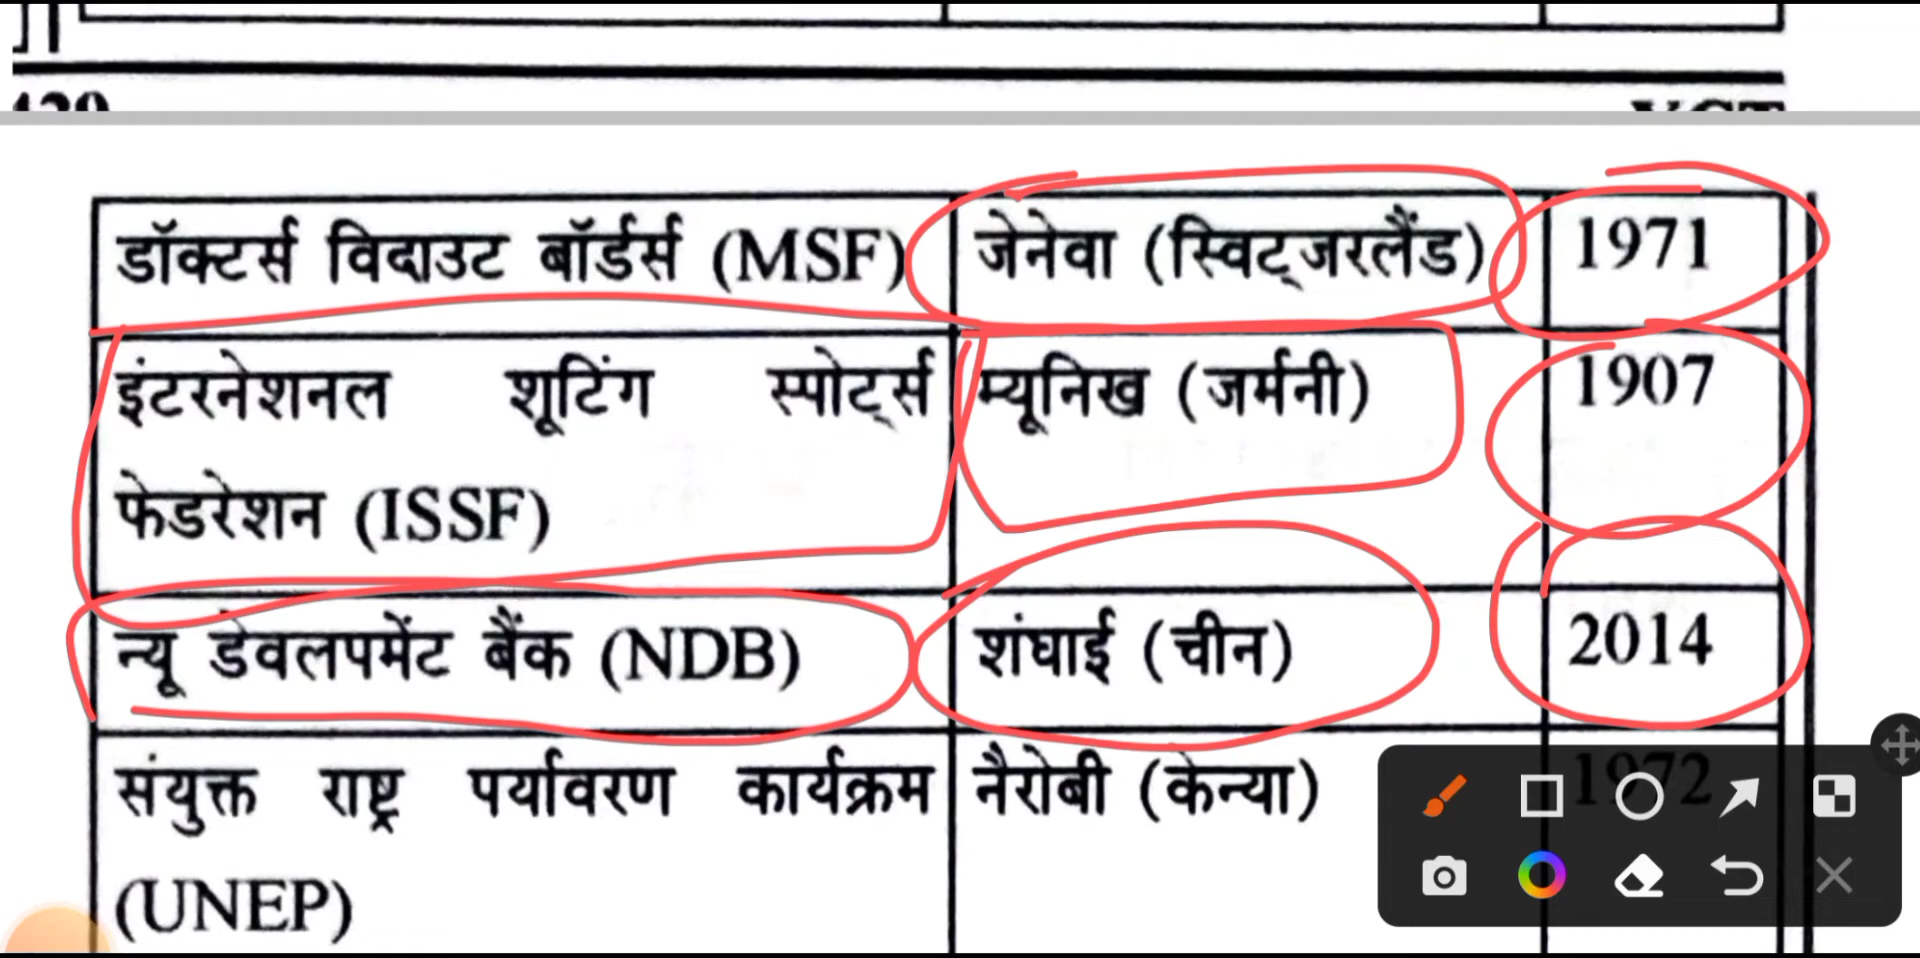 डॉक्टर्स विदाउट बॉर्डर्स (MSF) जेनेवा (स्विट्जरलैंड) 1971
इंटरनेशनल शूटिंग स्पोर्ट्स म्यूनिख (जर्मनी) 1907
फेडरेशन (ISSF)
न्यू डेवलपमेंट बैंक (NDB) शंघाई (चीन) 2014
संयुक्त राष्ट्र पर्यावरण कार्यक्रम नैरोबी (केन्या) 1972
(UNEP)